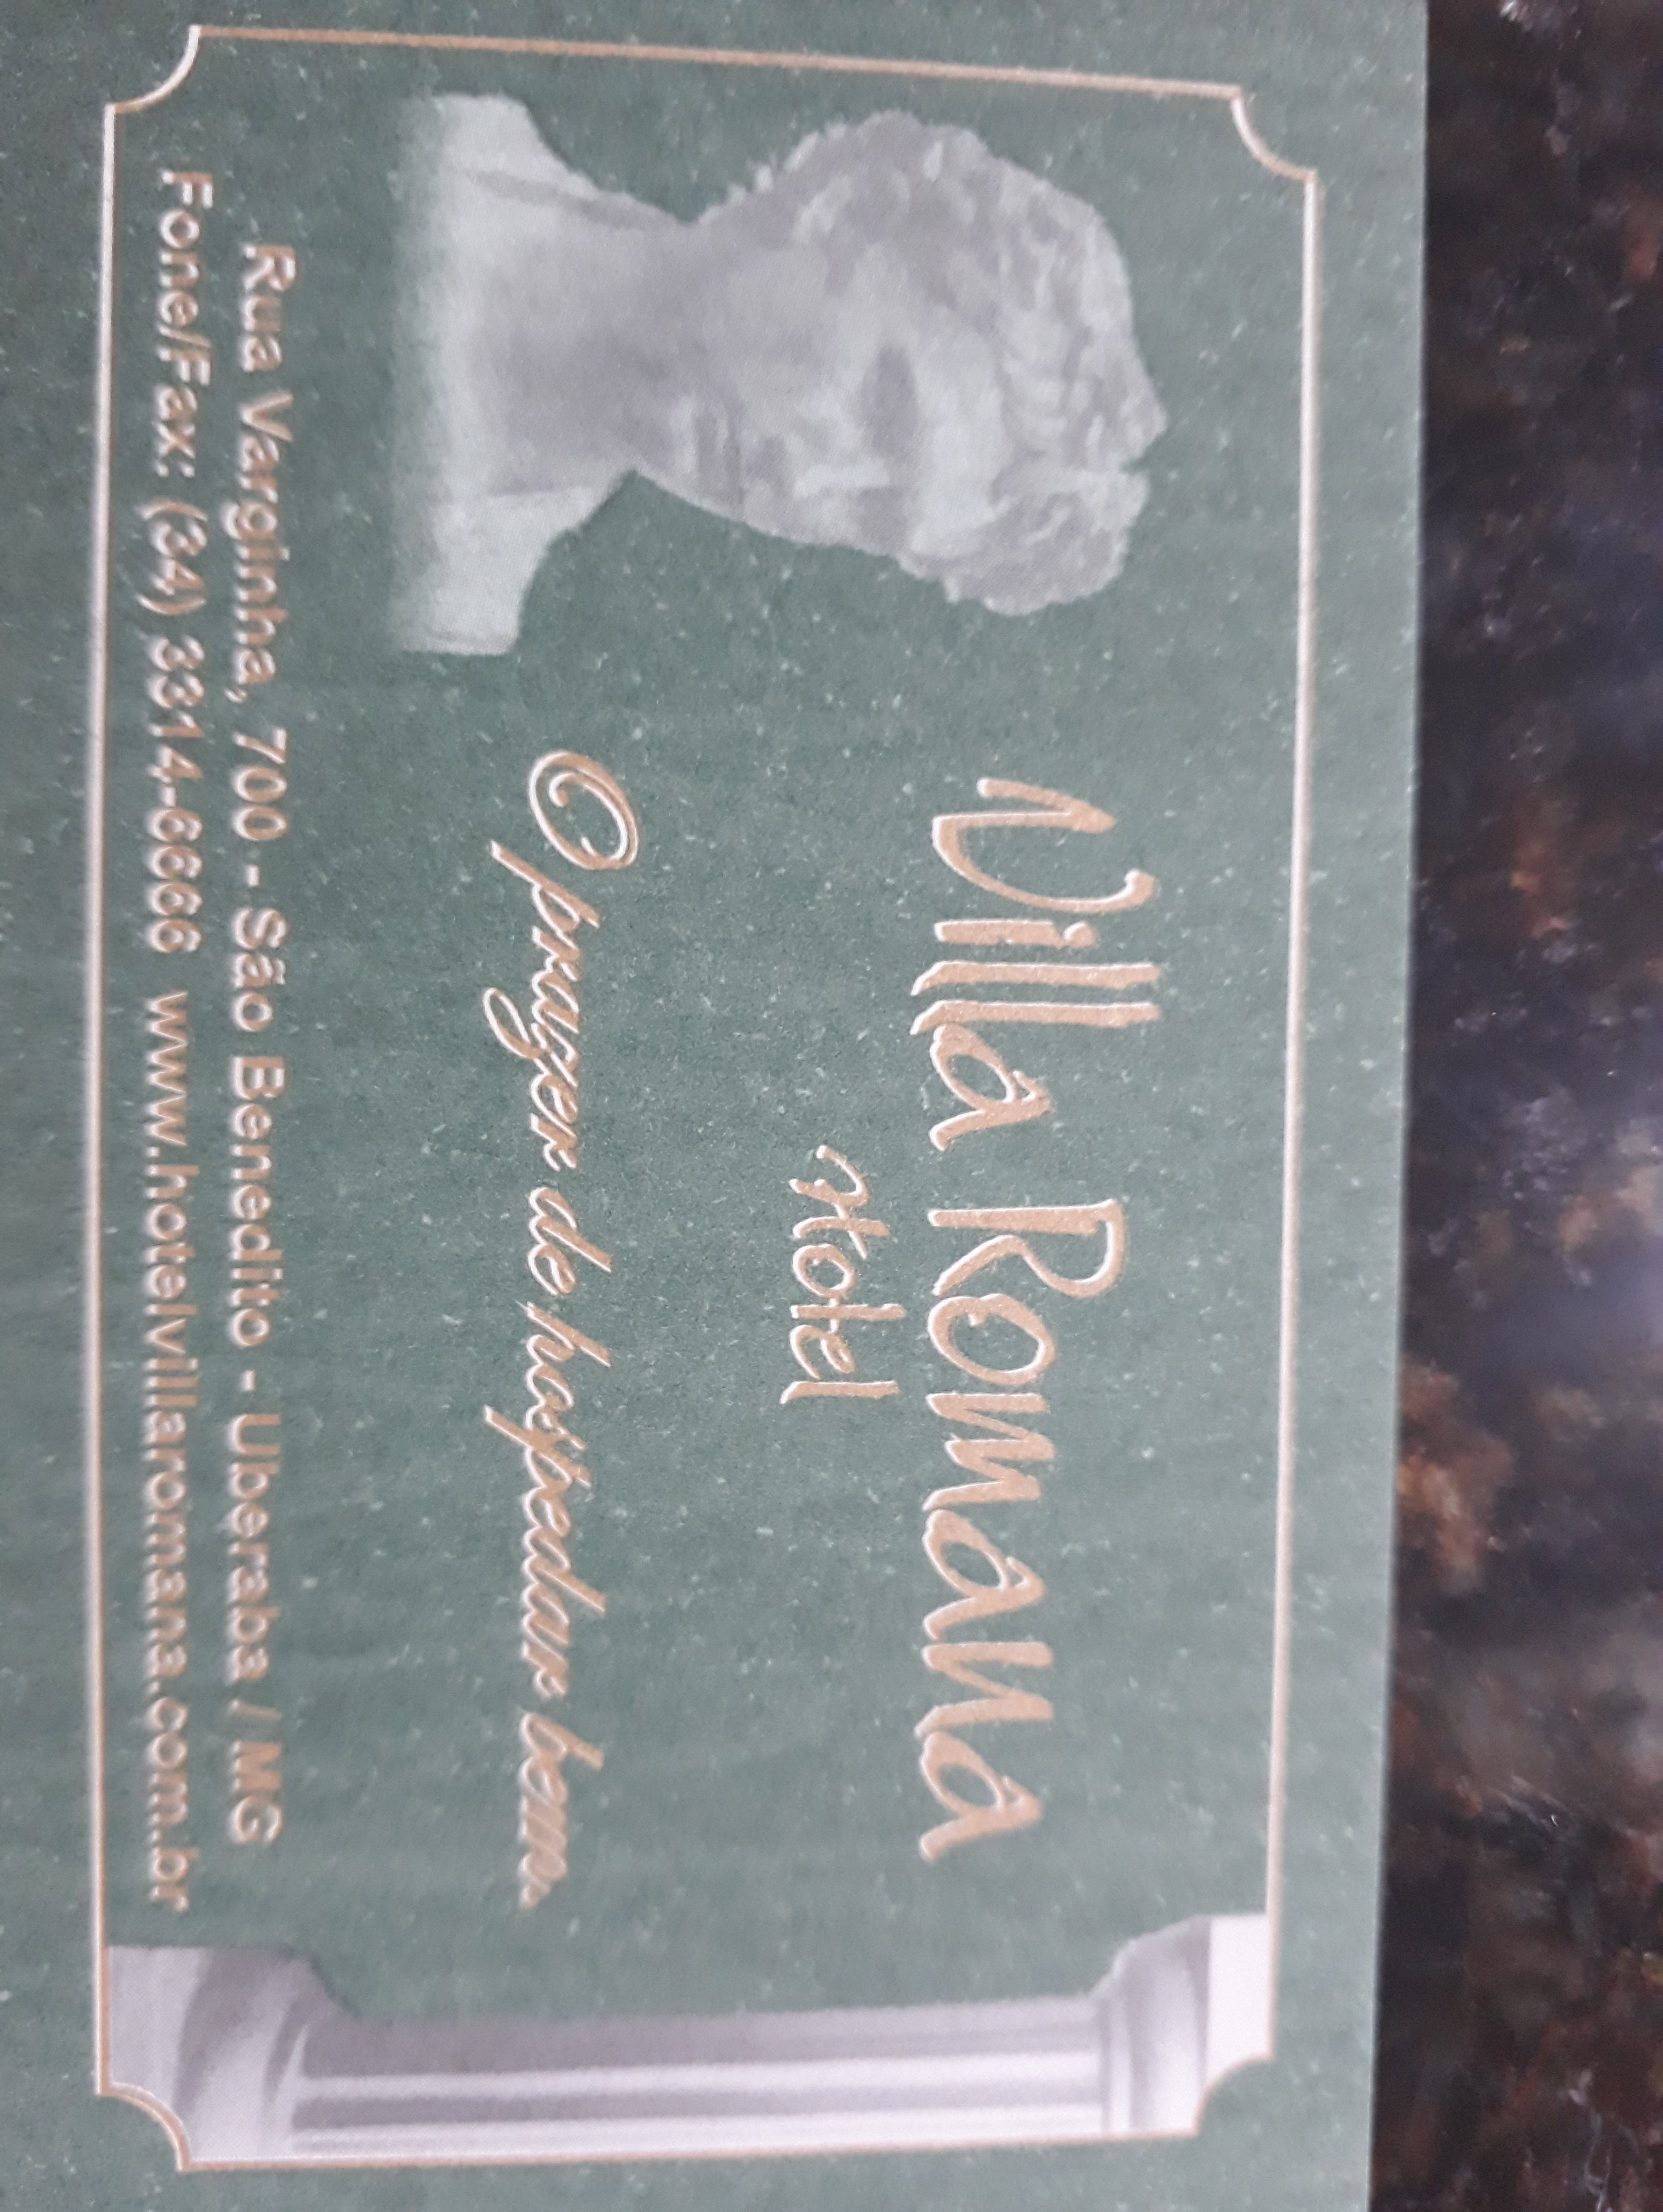 Villa Romana
Hotel
O prazer de hospedar bem.
Rua Varginha, 700 - São Benedito - Uberaba / MG
Fone/Fax: (34) 3314-6666 www.hotelvillaromana.com.br